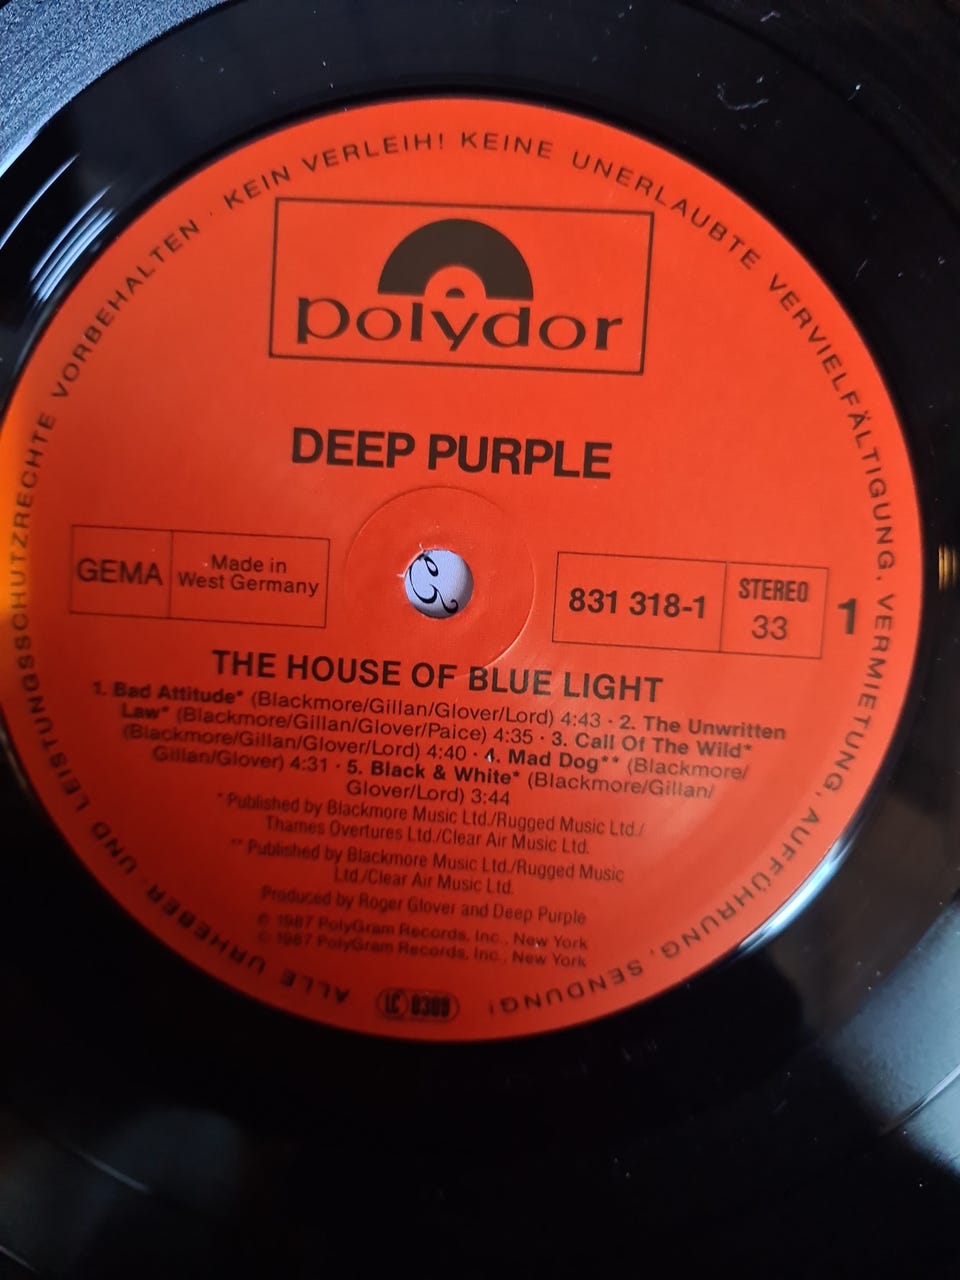 ALLE URHEBER- UND LEISTUNGSSCHUTZRECHTE VORBEHALTEN · KEIN VERLEIH! KEINE UNERLAUBTE VERVIELFÄLTIGUNG, VERMIETUNG, AUFFÜHRUNG, SENDUNG!
polydor
DEEP PURPLE
GEMA
Made in
West Germany
831 318-1
STEREO
33
1
THE HOUSE OF BLUE LIGHT
1. Bad Attitude* (Blackmore/Gillan/Glover/Lord) 4:43 · 2. The Unwritten
Law* (Blackmore/Gillan/Glover/Paice) 4:35 · 3. Call Of The Wild*
(Blackmore/Gillan/Glover/Lord) 4:40 · 4. Mad Dog** (Blackmore/
Gillan/Glover) 4:31 · 5. Black & White* (Blackmore/Gillan/
Glover/Lord) 3:44
* Published by Blackmore Music Ltd./Rugged Music Ltd./
Thames Overtures Ltd./Clear Air Music Ltd.
** Published by Blackmore Music Ltd./Rugged Music
Ltd./Clear Air Music Ltd.
Produced by Roger Glover and Deep Purple
℗ 1987 PolyGram Records, Inc., New York
© 1987 PolyGram Records, Inc., New York
LC 0309